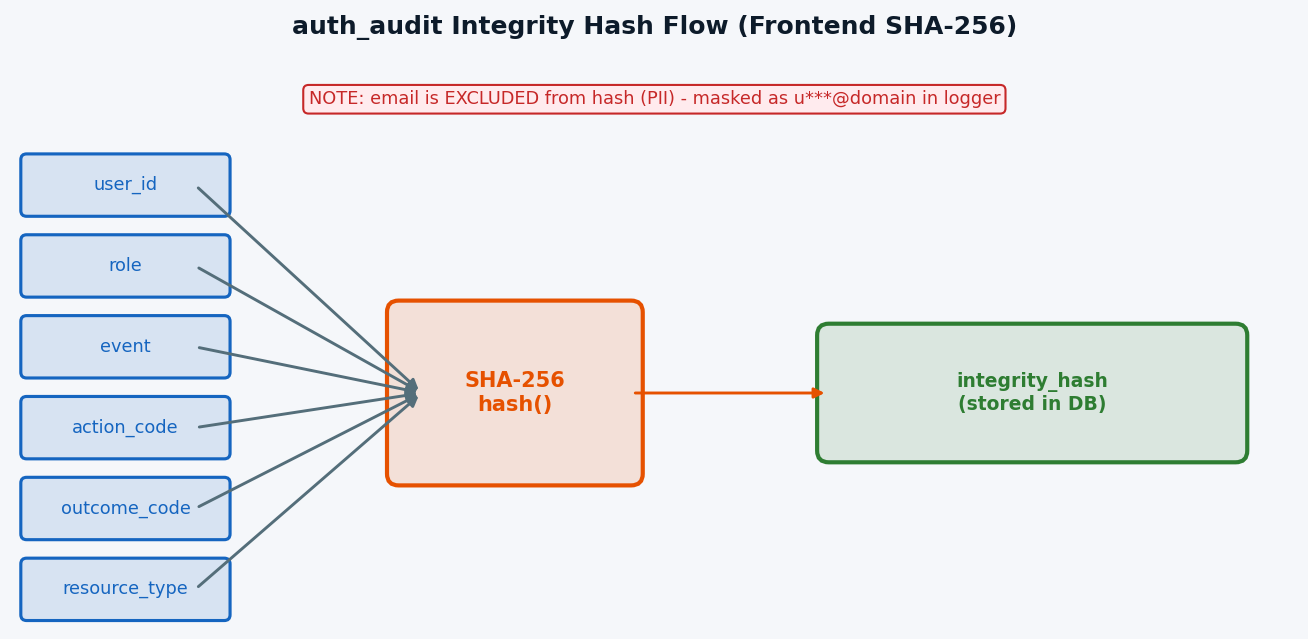 auth_audit Integrity Hash Flow (Frontend SHA-256)
NOTE: email is EXCLUDED from hash (PII) - masked as u***@domain in logger
user_id
role
event
action_code
outcome_code
resource_type
SHA-256
hash()
integrity_hash
(stored in DB)